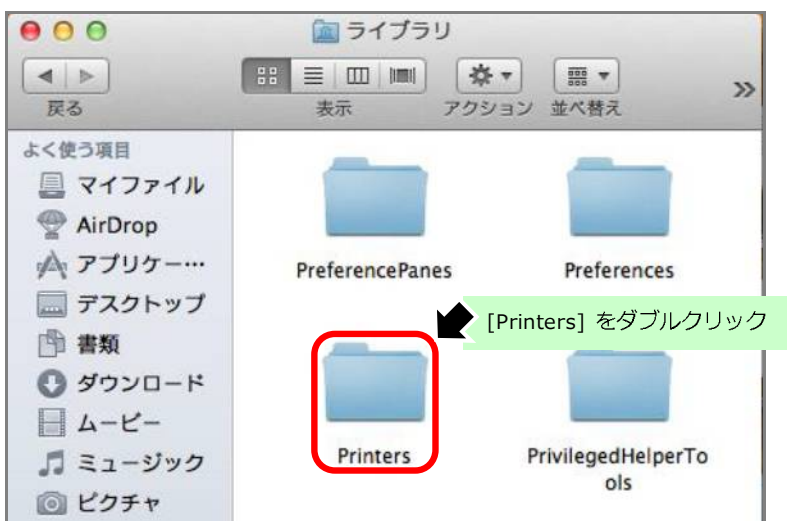 ライブラリ
戻る
表示
アクション
並べ替え
よく使う項目
マイファイル
AirDrop
アプリケー…
デスクトップ
書類
ダウンロード
ムービー
ミュージック
ピクチャ
PreferencePanes
Preferences
[Printers] をダブルクリック
Printers
PrivilegedHelperTo
ols